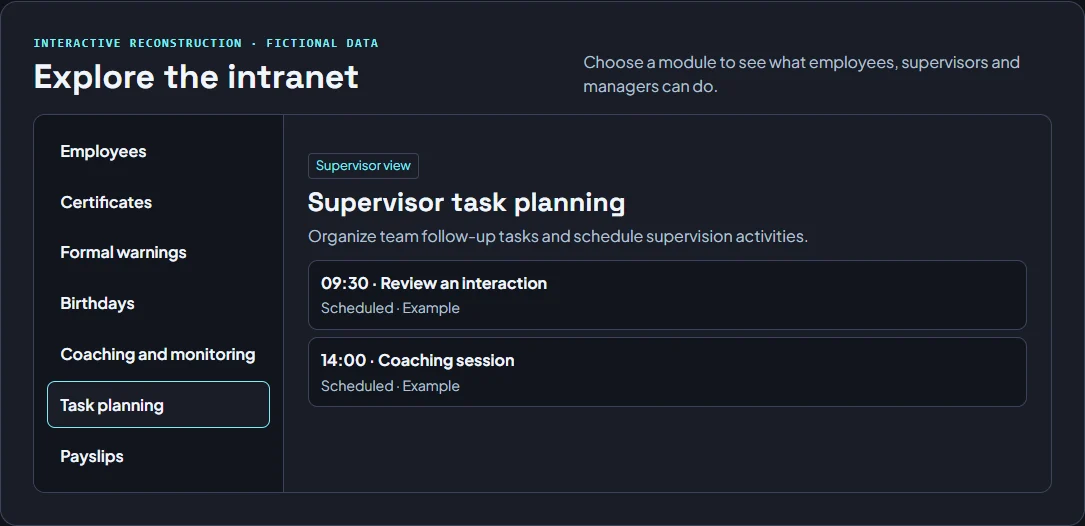 INTERACTIVE RECONSTRUCTION · FICTIONAL DATA
Explore the intranet
Choose a module to see what employees, supervisors and
managers can do.
Employees
Certificates
Formal warnings
Birthdays
Coaching and monitoring
Task planning
Payslips
Supervisor view
Supervisor task planning
Organize team follow-up tasks and schedule supervision activities.
09:30 · Review an interaction
Scheduled · Example
14:00 · Coaching session
Scheduled · Example